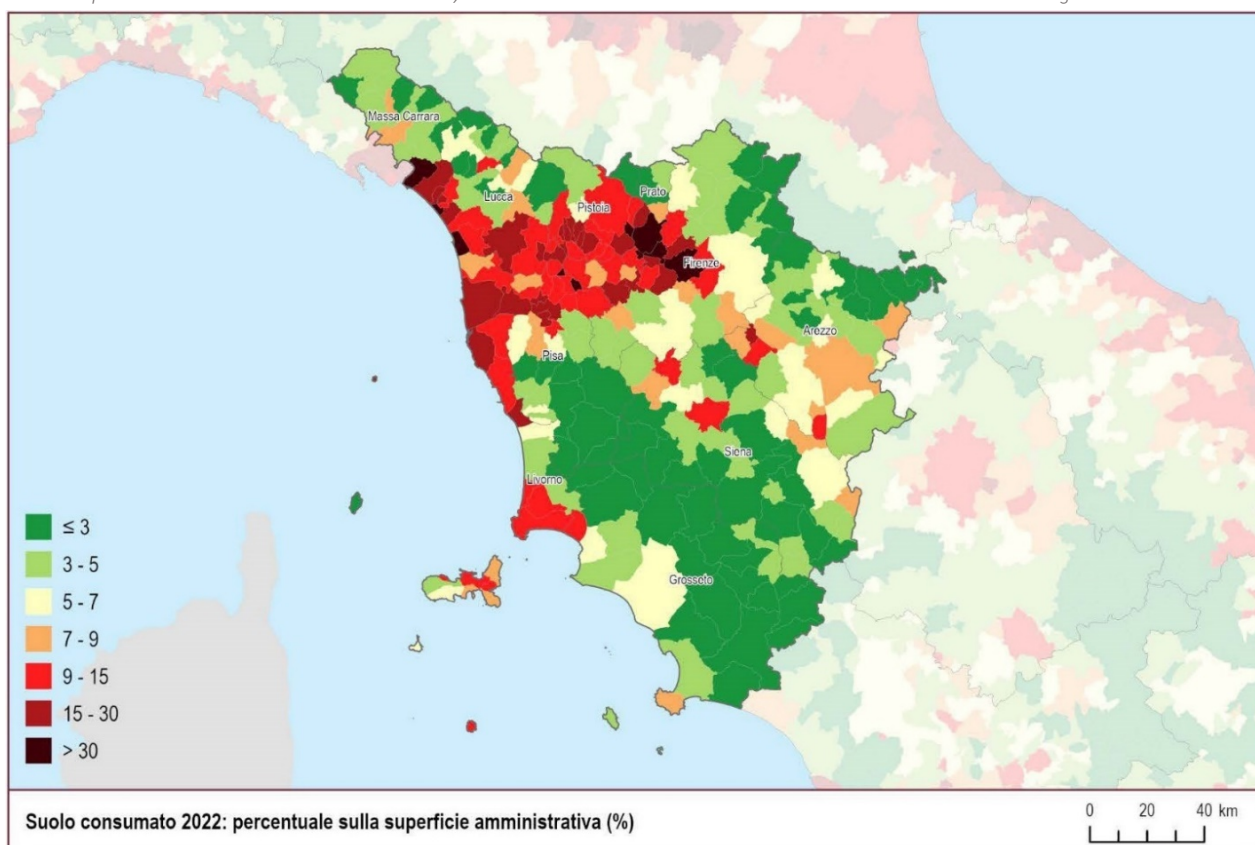 Massa Carrara
Lucca
Pistoia
Prato
Firenze
Pisa
Arezzo
Siena
Livorno
Grosseto
≤ 3
3 - 5
5 - 7
7 - 9
9 - 15
15 - 30
> 30
Suolo consumato 2022: percentuale sulla superficie amministrativa (%)
0 20 40 km